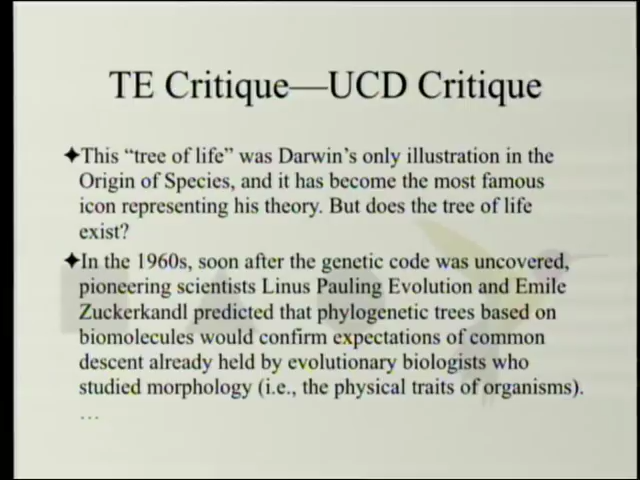 TE Critique—UCD Critique
✦This “tree of life” was Darwin’s only illustration in the
Origin of Species, and it has become the most famous
icon representing his theory. But does the tree of life
exist?
✦In the 1960s, soon after the genetic code was uncovered,
pioneering scientists Linus Pauling Evolution and Emile
Zuckerkandl predicted that phylogenetic trees based on
biomolecules would confirm expectations of common
descent already held by evolutionary biologists who
studied morphology (i.e., the physical traits of organisms).
…